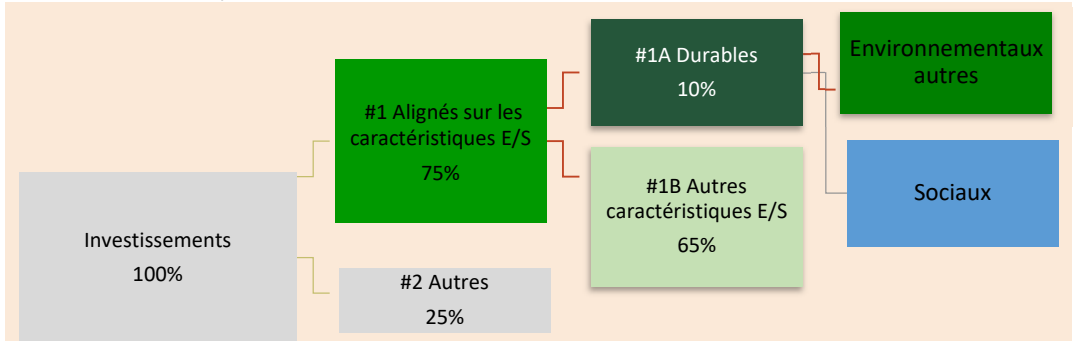 Investissements
100%
#1 Alignés sur les
caractéristiques E/S
75%
#2 Autres
25%
#1A Durables
10%
#1B Autres
caractéristiques E/S
65%
Environnementaux
autres
Sociaux